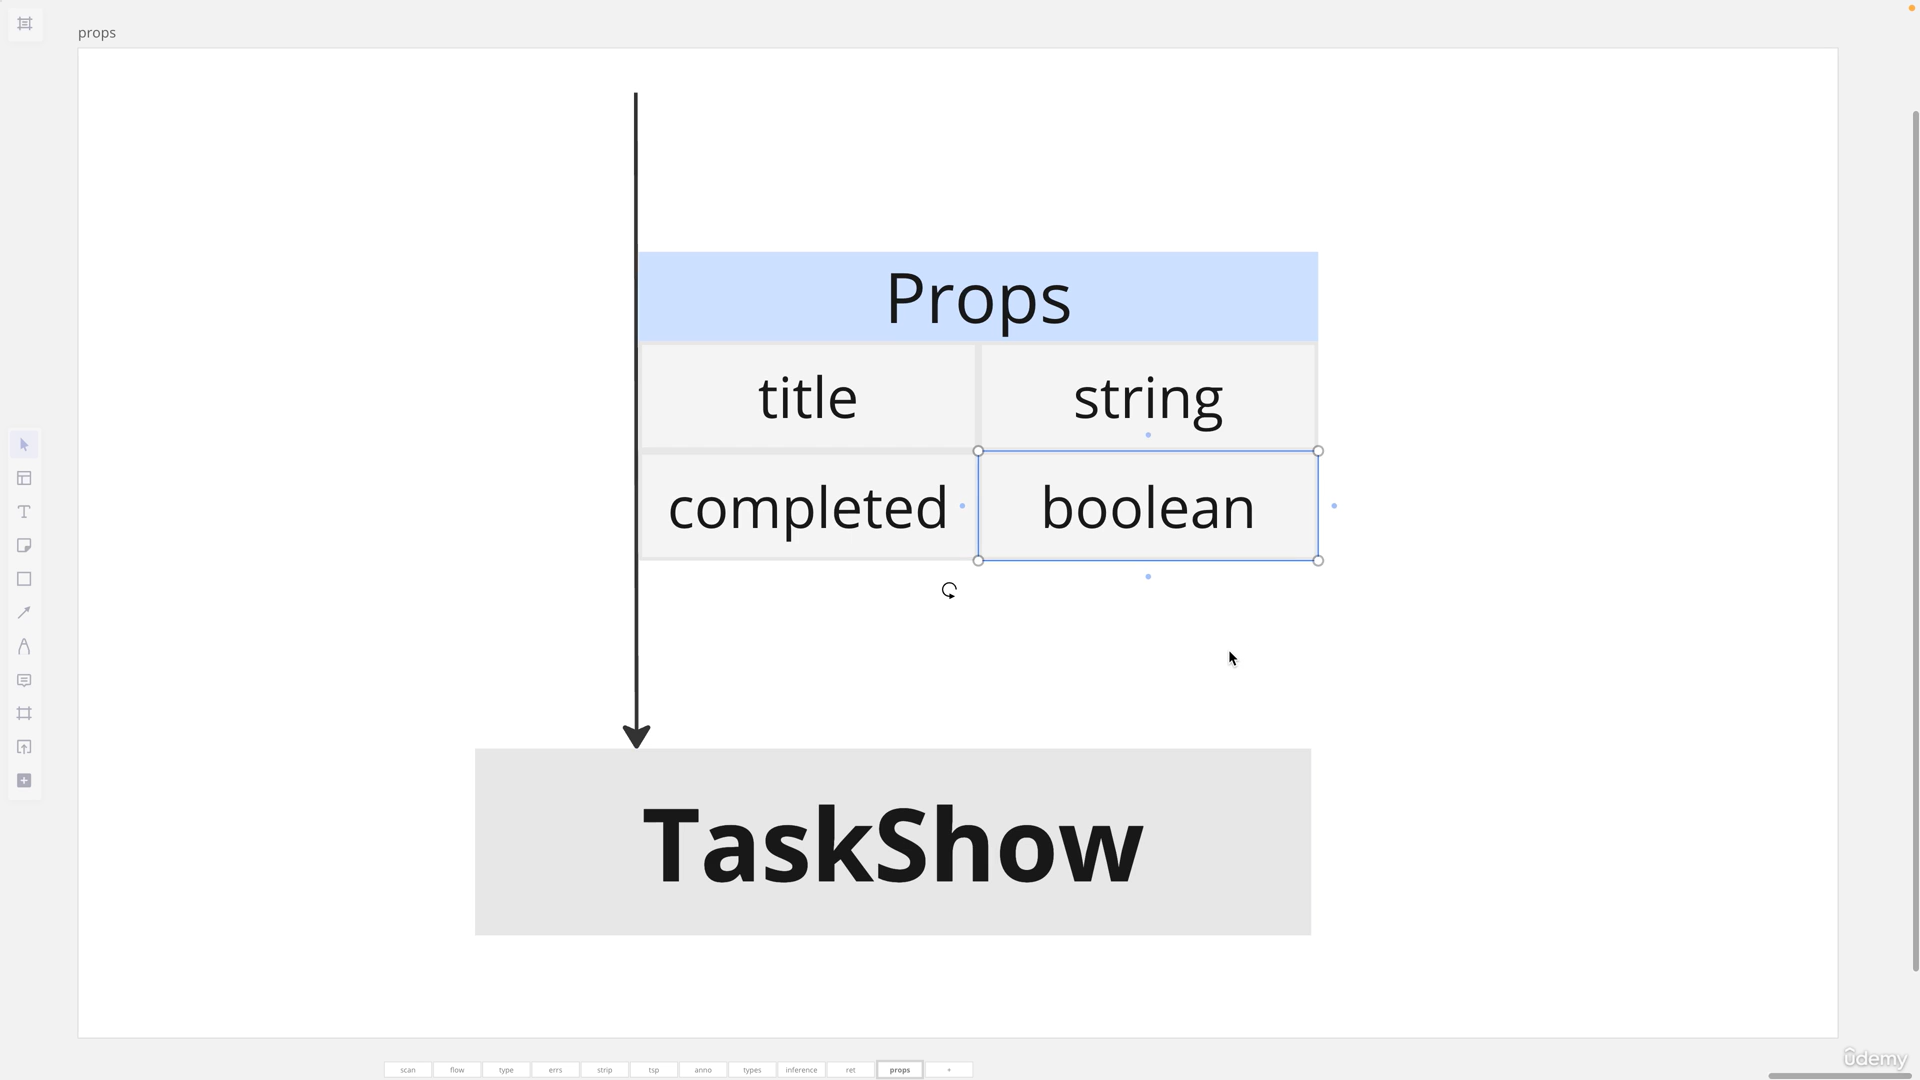 props
Props
title string
completed boolean
TaskShow
scan flow type errs strip tsp anno types inference ret props +
ûdemy